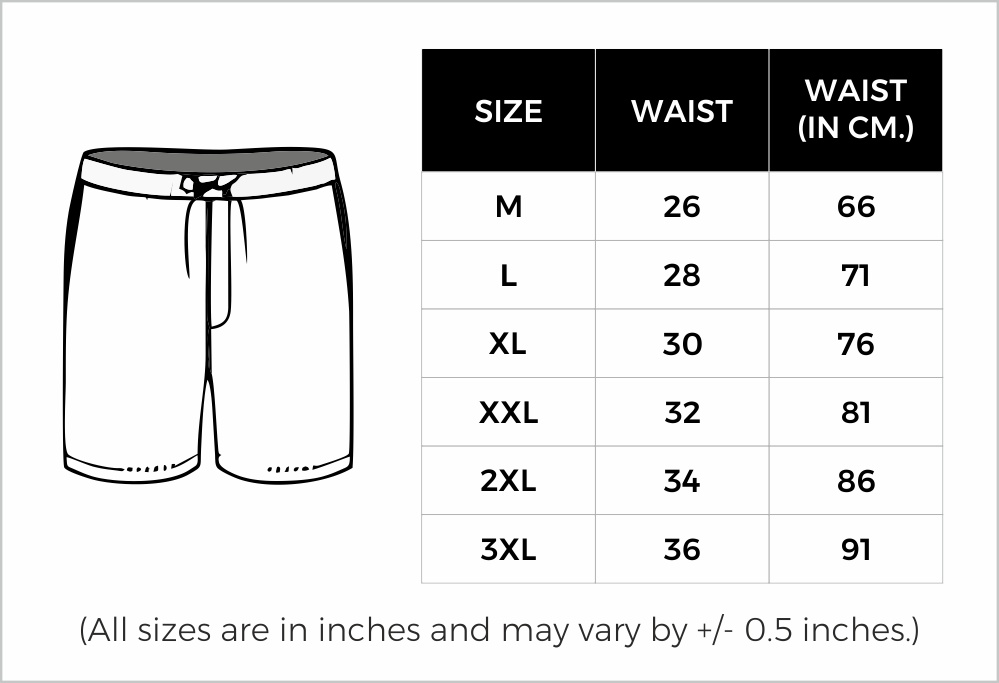 SIZE WAIST WAIST (IN CM.)
M 26 66
L 28 71
XL 30 76
XXL 32 81
2XL 34 86
3XL 36 91
(All sizes are in inches and may vary by +/- 0.5 inches.)